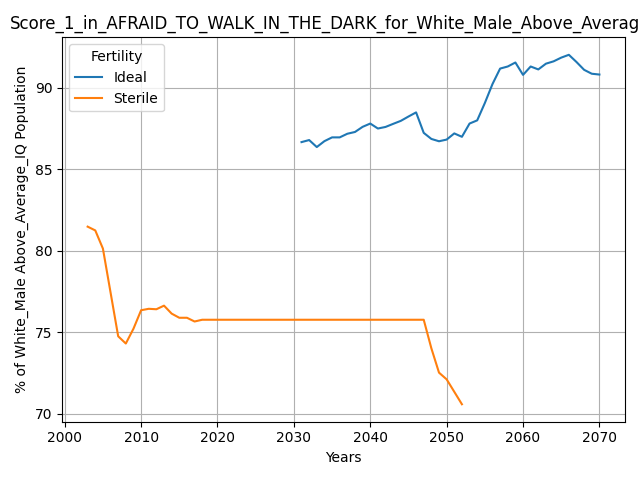 Score_1_in_AFRAID_TO_WALK_IN_THE_DARK_for_White_Male_Above_Averag
Fertility
Ideal
Sterile
% of White_Male Above_Average_IQ Population
90
85
80
75
70
2000 2010 2020 2030 2040 2050 2060 2070
Years